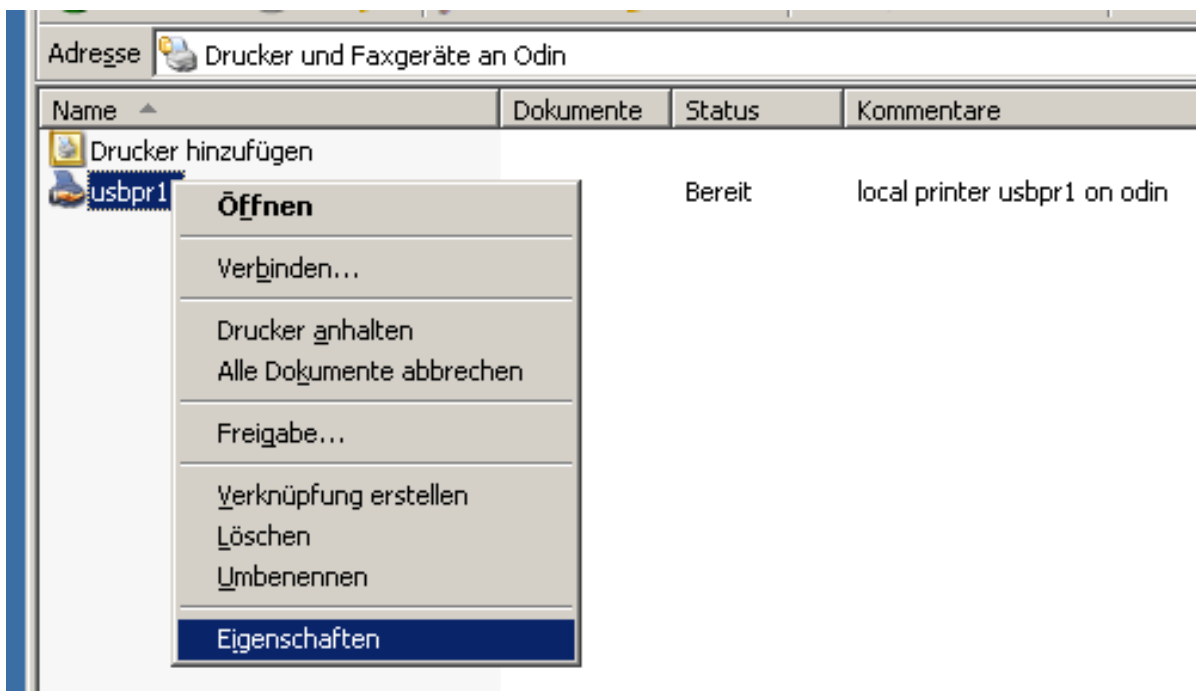 Adresse Drucker und Faxgeräte an Odin
Name Dokumente Status Kommentare
Drucker hinzufügen
usbpr1 Bereit local printer usbpr1 on odin
Öffnen
Verbinden...
Drucker anhalten
Alle Dokumente abbrechen
Freigabe...
Verknüpfung erstellen
Löschen
Umbenennen
Eigenschaften